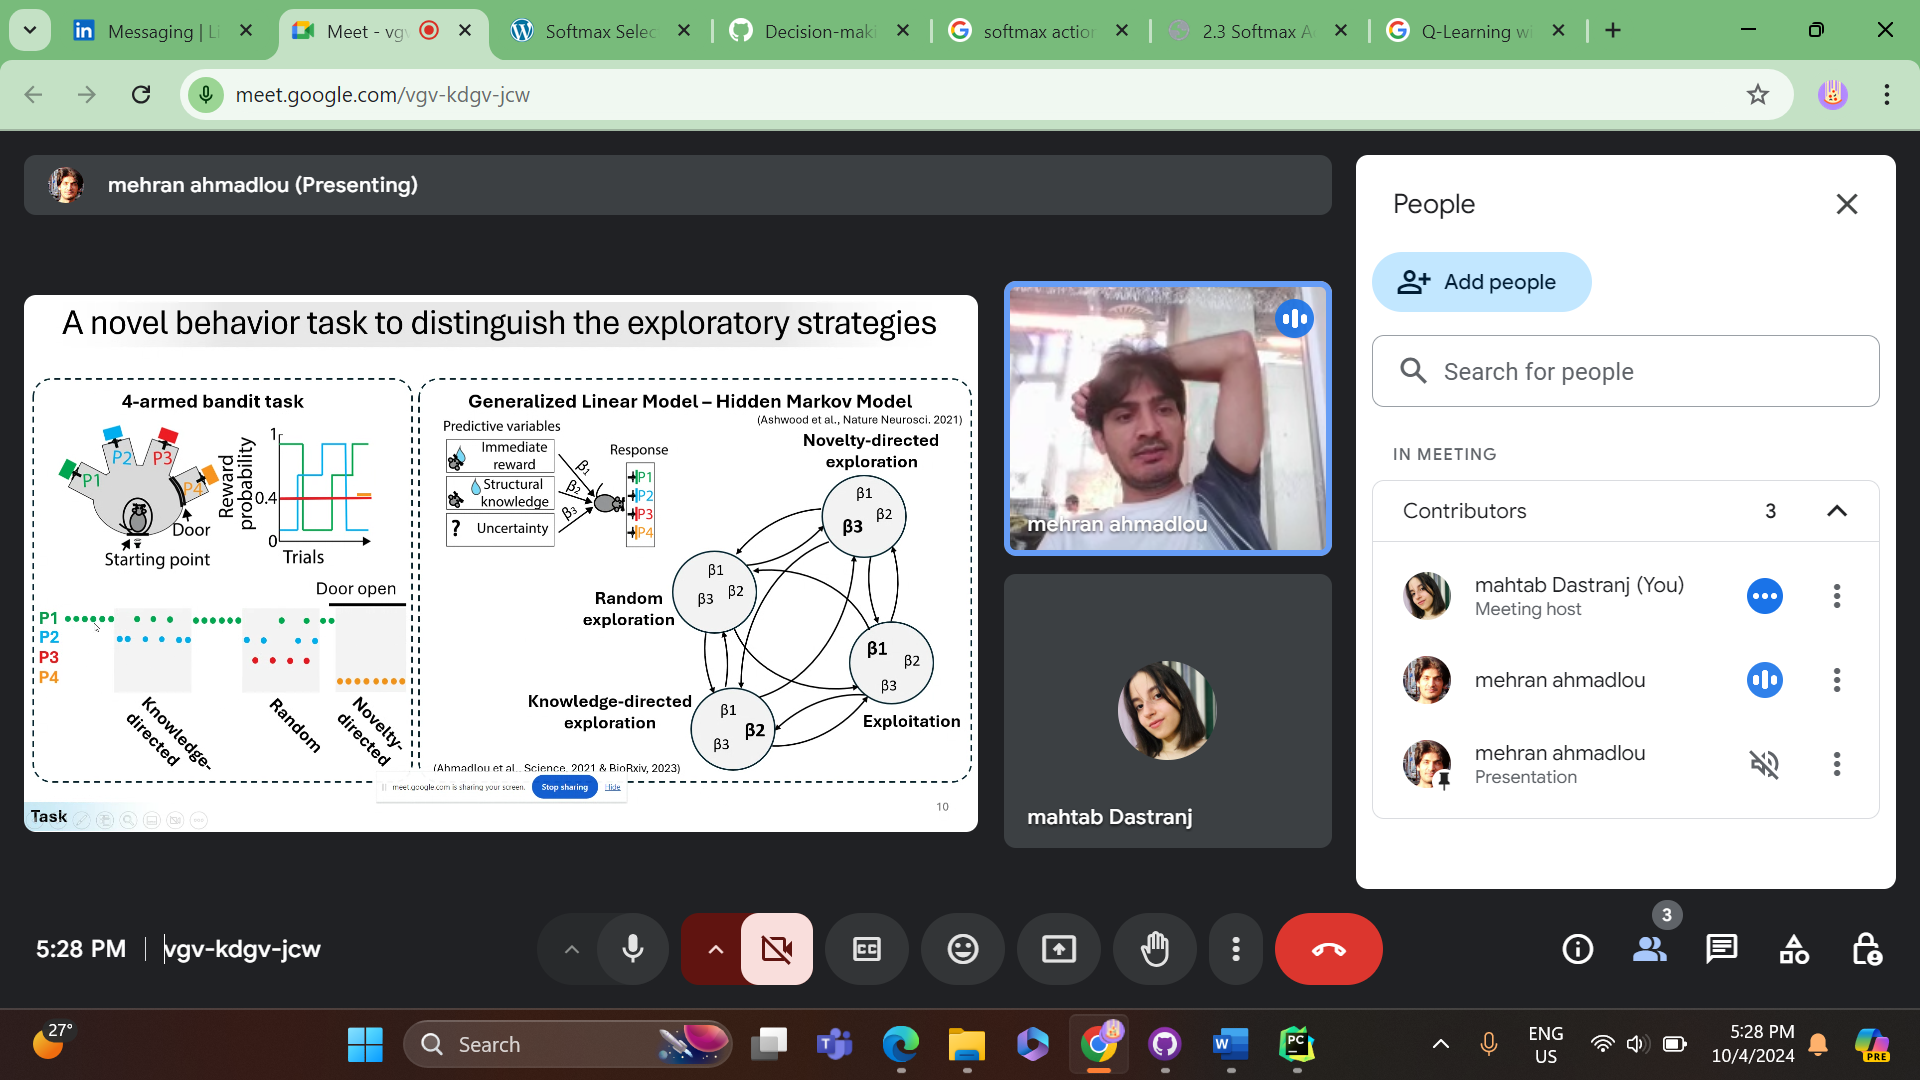 Messaging | Li
Meet - vgv
Softmax Selec
Decision-maki
softmax action
2.3 Softmax A
Q-Learning wi
meet.google.com/vgv-kdgv-jcw
mehran ahmadlou (Presenting)
A novel behavior task to distinguish the exploratory strategies
4-armed bandit task
P1
P2
P3
P4
Door
Starting point
Reward probability
1
0.4
0
Trials
Door open
P1
P2
P3
P4
Knowledge-directed
Random
Novelty-directed
Generalized Linear Model – Hidden Markov Model
(Ashwood et al., Nature Neurosci. 2021)
Predictive variables
Immediate reward
Structural knowledge
? Uncertainty
β1
β2
β3
Response
P1
P2
P3
P4
Novelty-directed exploration
β1
β2
β3
Random exploration
β1
β2
β3
Knowledge-directed exploration
β1
β2
β3
β1
β2
β3
Exploitation
(Ahmadlou et al., Science, 2021 & BioRxiv, 2023)
meet.google.com is sharing your screen.
Stop sharing
Hide
Task
10
mehran ahmadlou
mahtab Dastranj
People
Add people
Search for people
IN MEETING
Contributors 3
mahtab Dastranj (You)
Meeting host
mehran ahmadlou
mehran ahmadlou
Presentation
5:28 PM | vgv-kdgv-jcw
CC
3
27°
Search
T
W
PC
PRE
ENG
US
5:28 PM
10/4/2024